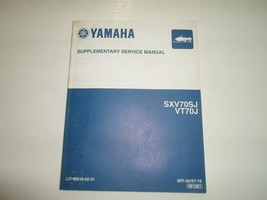 YAMAHA
SUPPLEMENTARY SERVICE MANUAL
SXV70SJ
VT70J